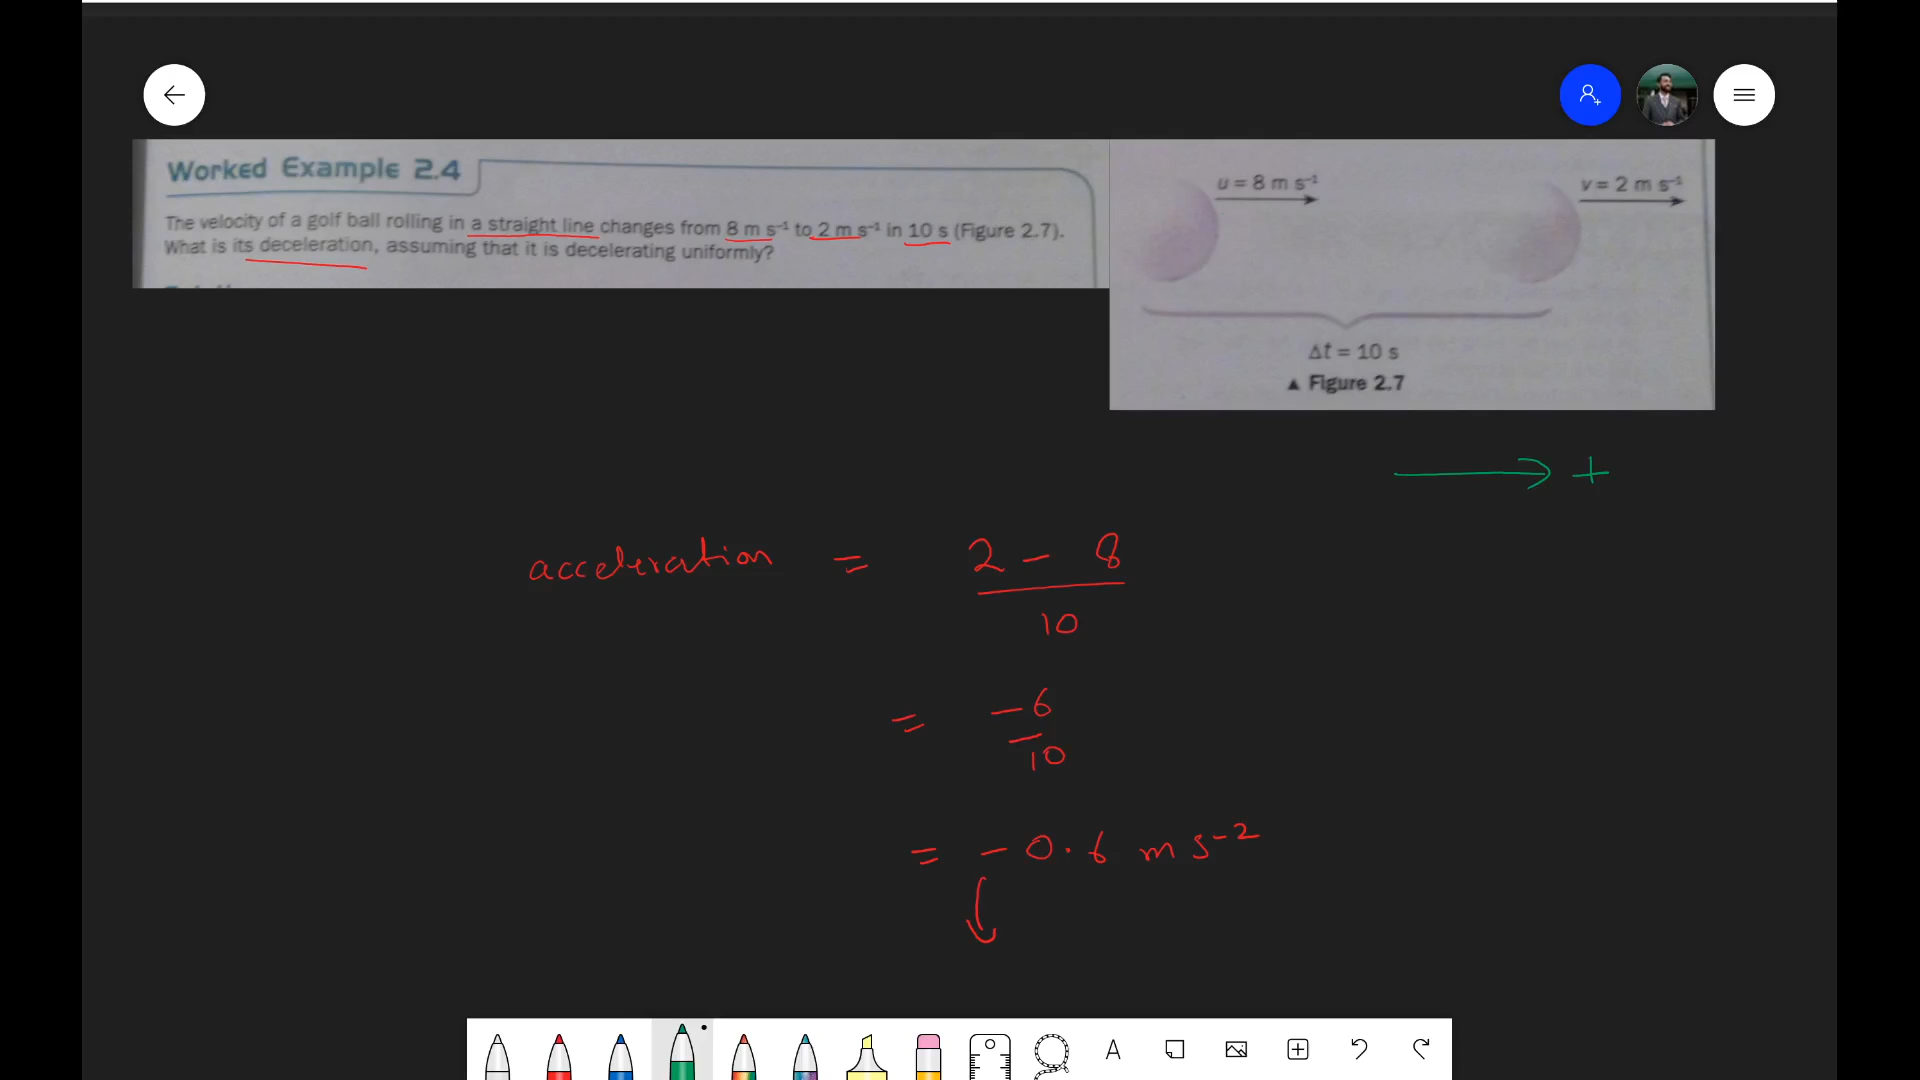 Worked Example 2.4
The velocity of a golf ball rolling in a straight line changes from 8 m s⁻¹ to 2 m s⁻¹ in 10 s (Figure 2.7).
What is its deceleration, assuming that it is decelerating uniformly?
u = 8 m s⁻¹
v = 2 m s⁻¹
Δt = 10 s
▲ Figure 2.7
+
acceleration = 2 - 8
10
= -6
10
= -0.6 m s⁻²
A